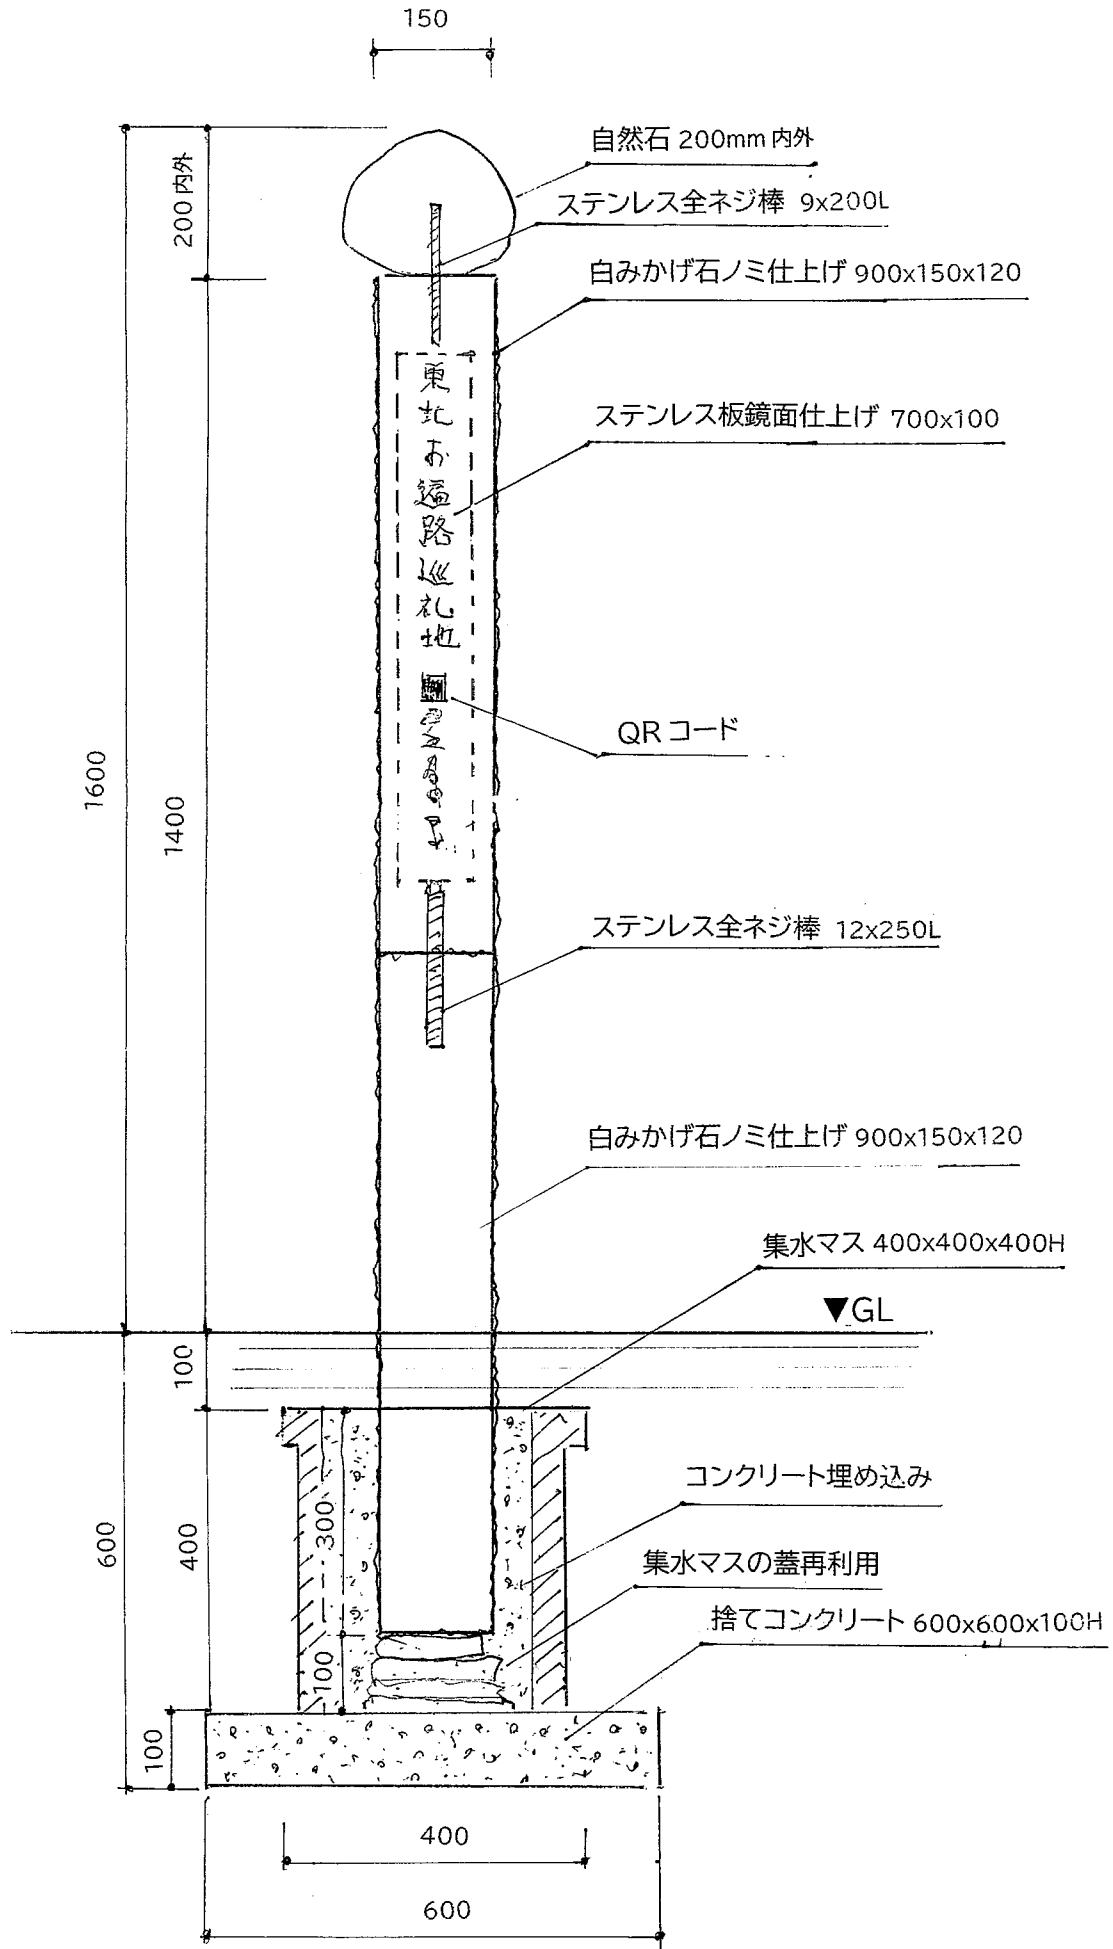 150
自然石 200mm 内外
200 内外
ステンレス全ネジ棒 9x200L
白みかげ石ノミ仕上げ 900x150x120
東北お遍路巡礼地
ステンレス板鏡面仕上げ 700x100
QR コード
1600
1400
ステンレス全ネジ棒 12x250L
白みかげ石ノミ仕上げ 900x150x120
集水マス 400x400x400H
▼GL
100
コンクリート埋め込み
300
600
400
集水マスの蓋再利用
捨てコンクリート 600x600x100H
100
100
400
600